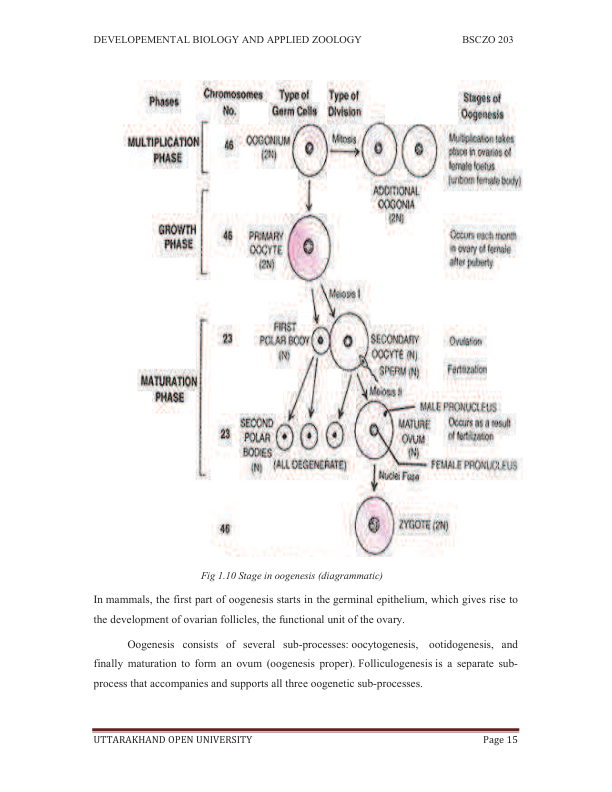 DEVELOPEMENTAL BIOLOGY AND APPLIED ZOOLOGY BSCZO 203
Phases
Chromosomes
No.
Type of
Germ Cells
Type of
Division
Stages of
Oogenesis
MULTIPLICATION
PHASE
46
OOGONIUM
(2N)
Mitosis
ADDITIONAL
OOGONIA
(2N)
Multiplication takes
place in ovaries of
female foetus
(unborn female body)
GROWTH
PHASE
46
PRIMARY
OOCYTE
(2N)
Occurs each month
in ovary of female
after puberty
Meiosis I
MATURATION
PHASE
23
FIRST
POLAR BODY
(N)
SECONDARY
OOCYTE (N)
SPERM (N)
Ovulation
Fertilization
Meiosis II
23
SECOND
POLAR
BODIES
(N)
(ALL DEGENERATE)
MALE PRONUCLEUS
MATURE
OVUM
(N)
Occurs as a result
of fertilization
FEMALE PRONUCLEUS
Nuclei Fuse
46
ZYGOTE (2N)
Fig 1.10 Stage in oogenesis (diagrammatic)
In mammals, the first part of oogenesis starts in the germinal epithelium, which gives rise to
the development of ovarian follicles, the functional unit of the ovary.
Oogenesis consists of several sub-processes: oocytogenesis, ootidogenesis, and
finally maturation to form an ovum (oogenesis proper). Folliculogenesis is a separate sub-
process that accompanies and supports all three oogenetic sub-processes.
UTTARAKHAND OPEN UNIVERSITY Page 15